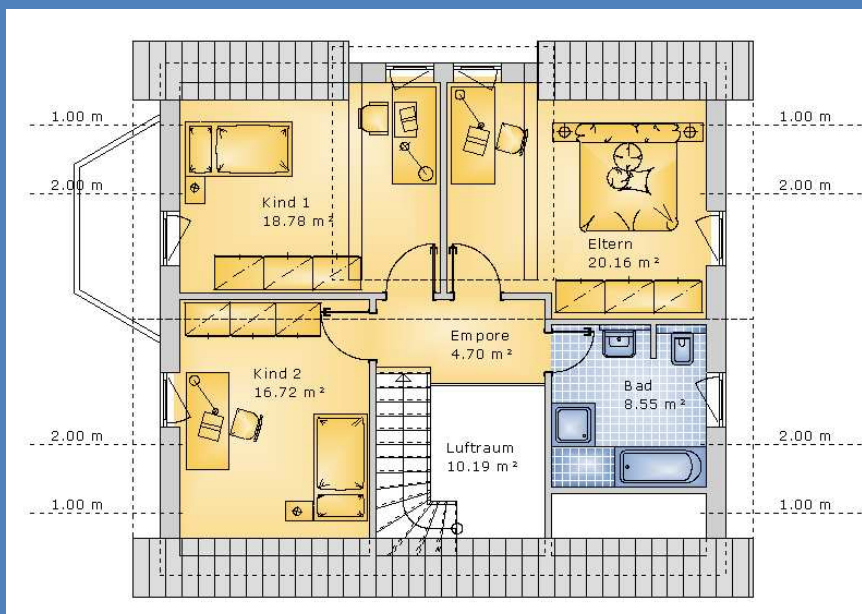 1.00 m
1.00 m
2.00 m
2.00 m
Kind 1
18.78 m²
Eltern
20.16 m²
Empore
4.70 m²
Kind 2
16.72 m²
Bad
8.55 m²
2.00 m
2.00 m
Luftraum
10.19 m²
1.00 m
1.00 m